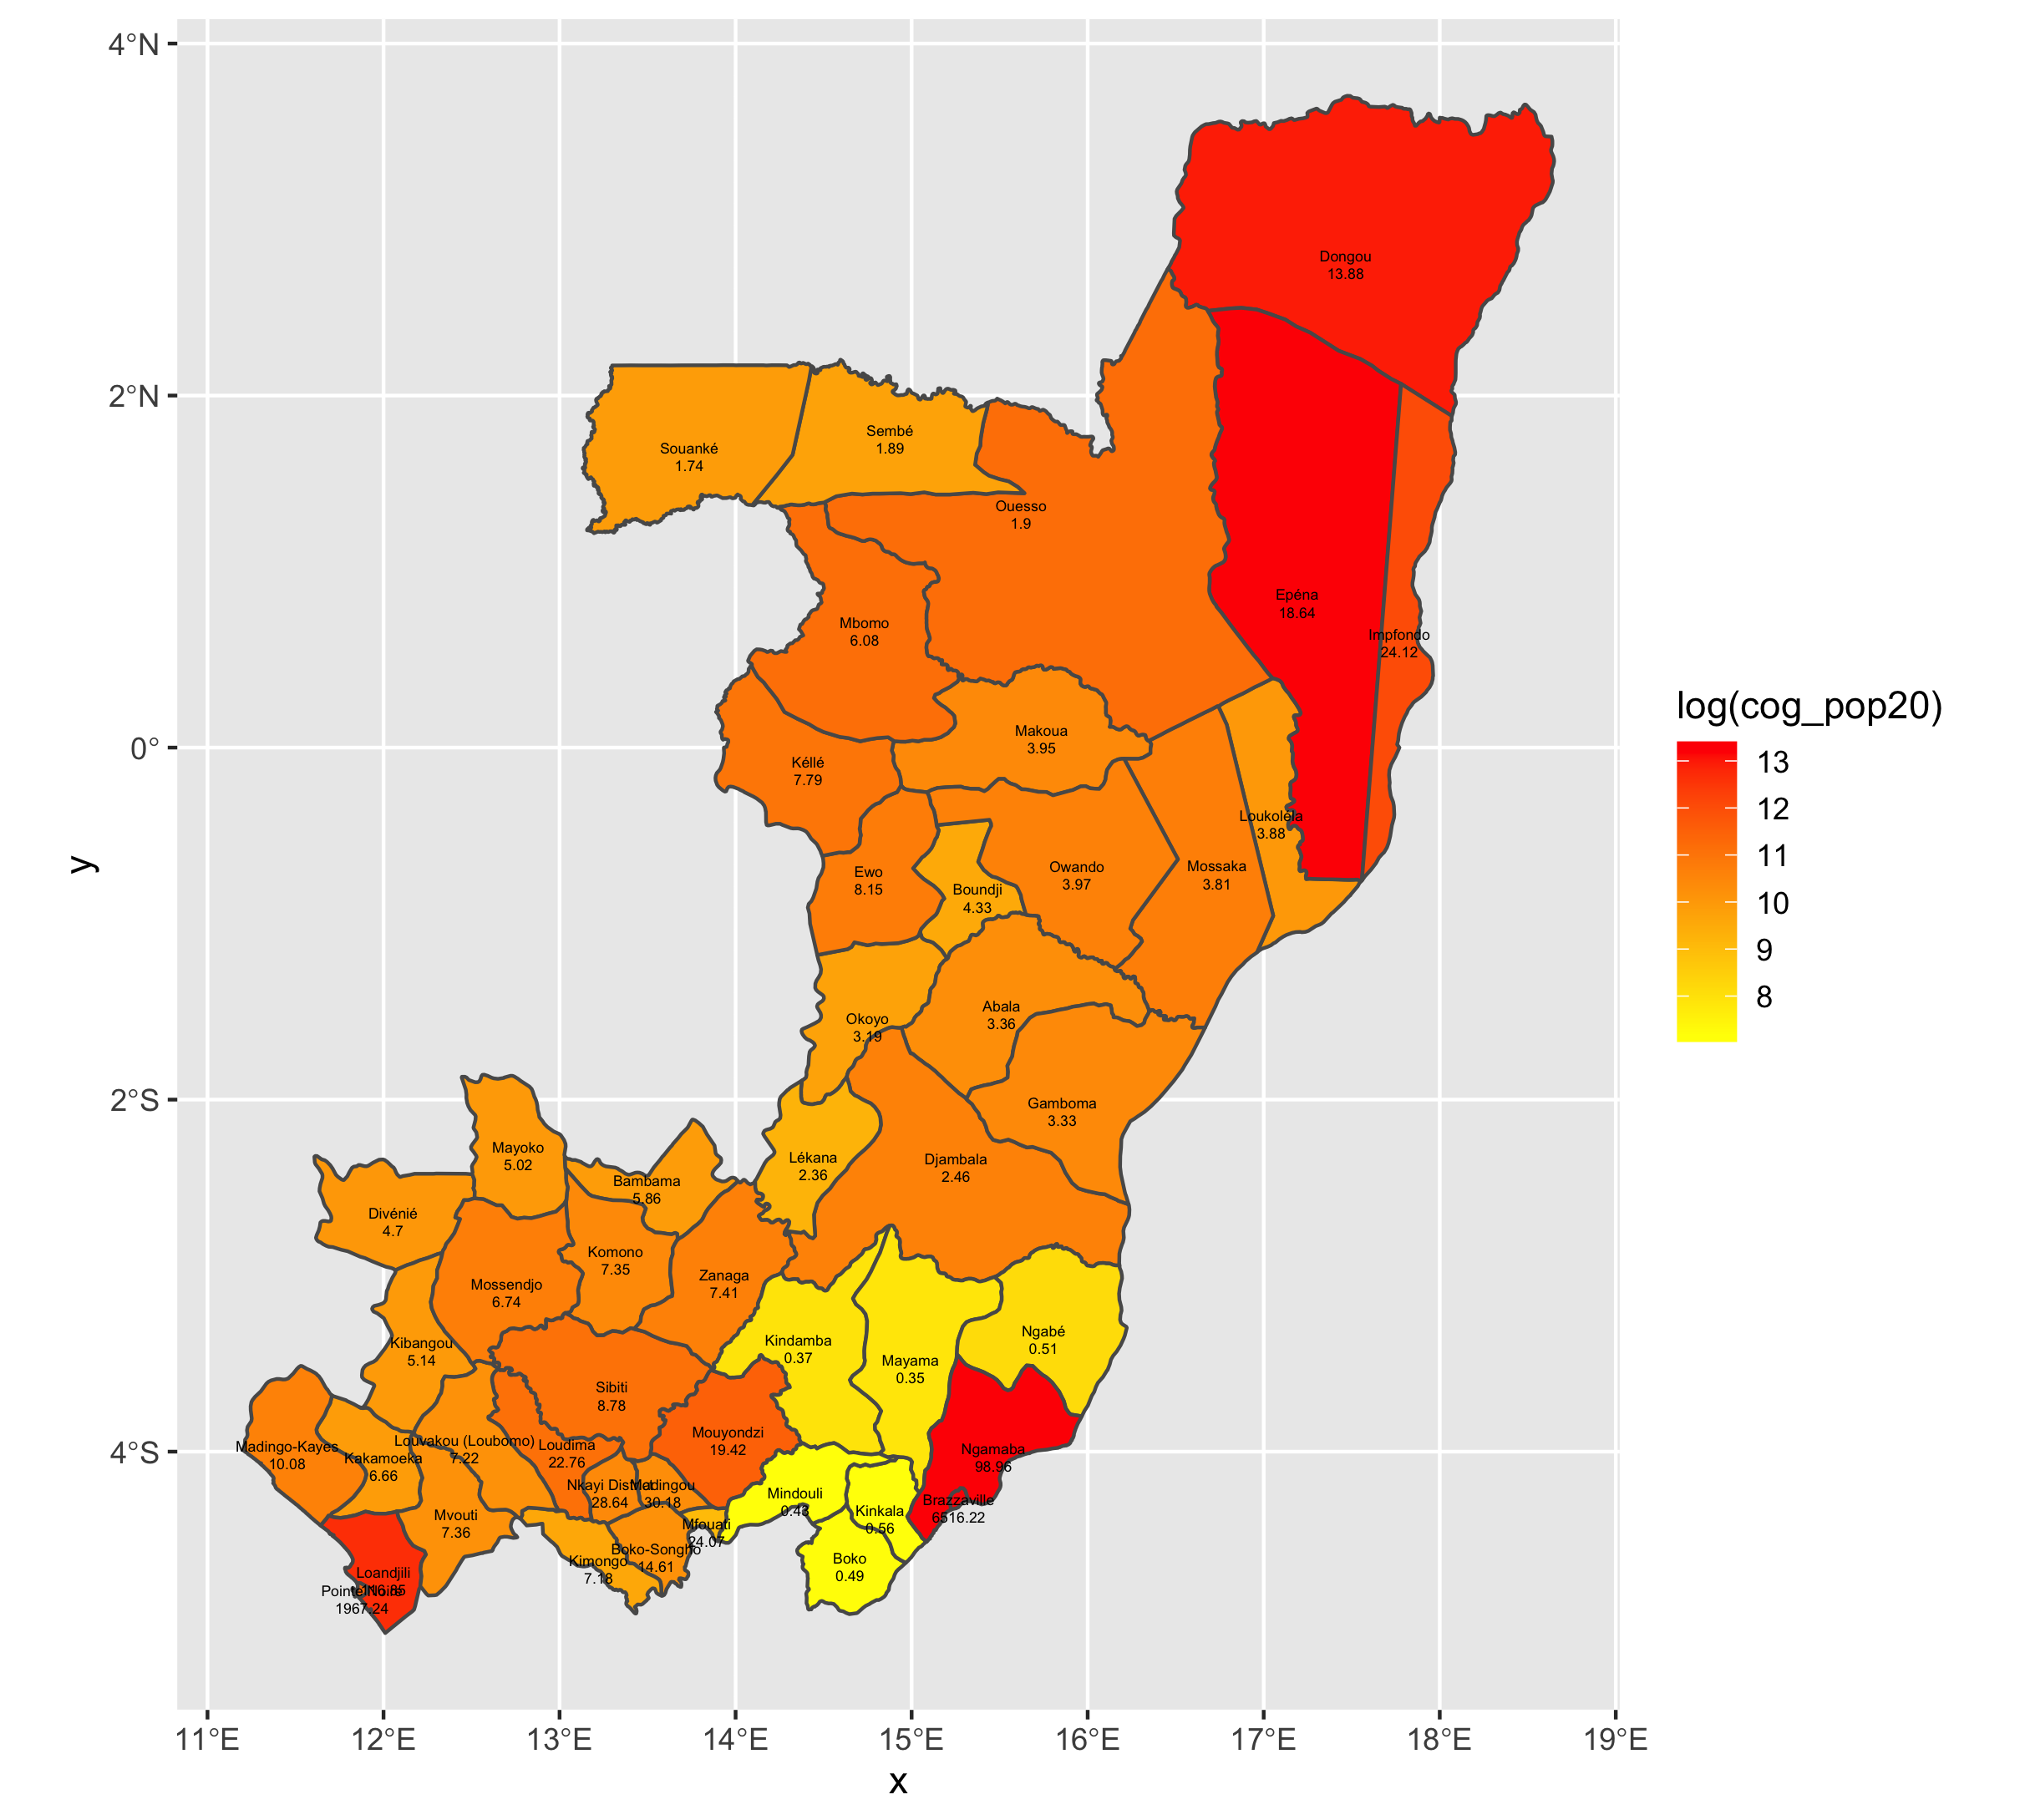 4°N
2°N
0°
2°S
4°S
y
Dongou
13.88
Souanké
1.74
Sembé
1.89
Ouesso
1.9
Epéna
18.64
Mbomo
6.08
Impfondo
24.12
Makoua
3.95
Kéllé
7.79
Loukoléla
3.88
Ewo
8.15
Boundji
4.33
Owando
3.97
Mossaka
3.81
Okoyo
3.19
Abala
3.36
Gamboma
3.33
Mayoko
5.02
Bambama
5.86
Lékana
2.36
Djambala
2.46
Divénié
4.7
Komono
7.35
Mossendjo
6.74
Zanaga
7.41
Kibangou
5.14
Kindamba
0.37
Mayama
0.35
Ngabé
0.51
Sibiti
8.78
Mouyondzi
19.42
Madingo-Kayes
10.08
Kakamoeka
6.66
Louvakou (Loubomo)
7.22
Loudima
22.76
Ngamaba
98.96
Nkayi District
28.64
Madingou
30.18
Mindouli
0.43
Kinkala
0.56
Brazzaville
6516.22
Mvouti
7.36
Mfouati
24.07
Boko-Songho
14.61
Kimongo
7.18
Boko
0.49
Loandjili
Pointe Noire
1967.24
11°E
12°E
13°E
14°E
15°E
16°E
17°E
18°E
19°E
x
log(cog_pop20)
13
12
11
10
9
8